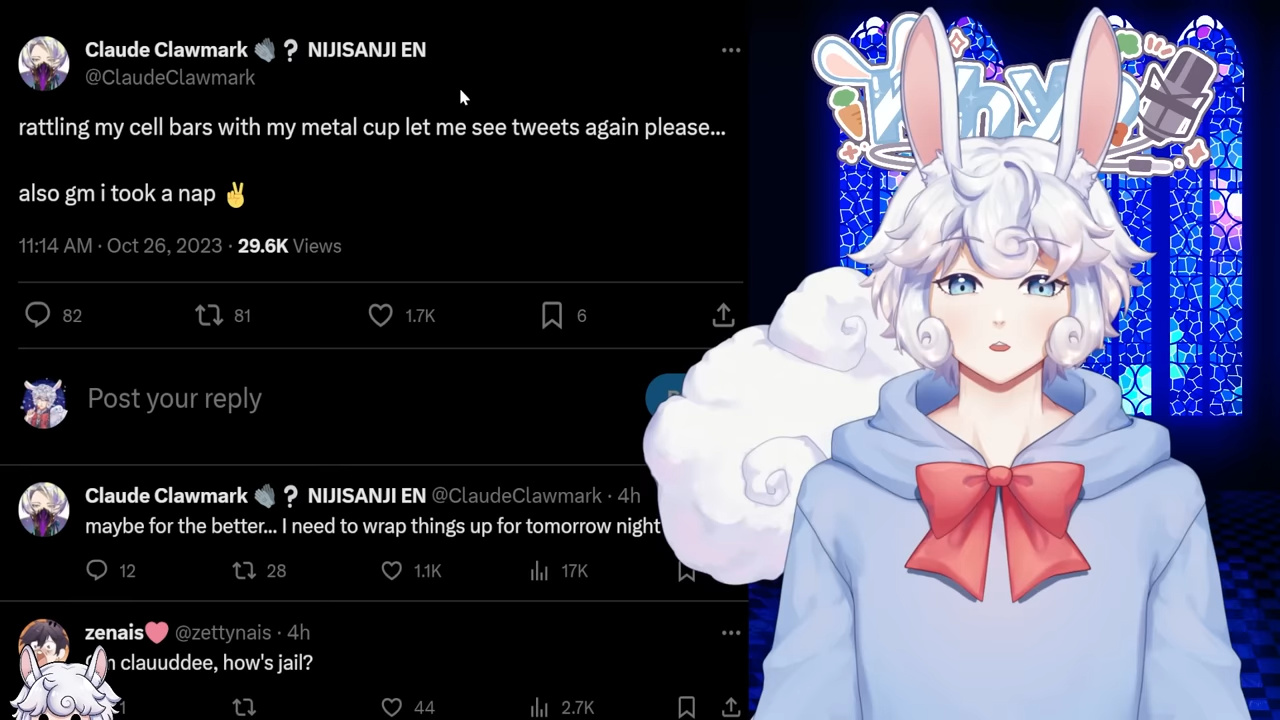 Claude Clawmark 🪨❔ NIJISANJI EN
@ClaudeClawmark
rattling my cell bars with my metal cup let me see tweets again please...
also gm i took a nap ✌️
11:14 AM · Oct 26, 2023 · 29.6K Views
82 81 1.7K 6
Post your reply
Claude Clawmark 🪨❔ NIJISANJI EN @ClaudeClawmark · 4h
maybe for the better... I need to wrap things up for tomorrow night
12 28 1.1K 17K
zenais🩷 @zettynais · 4h
clauuddee, how's jail?
44 2.7K